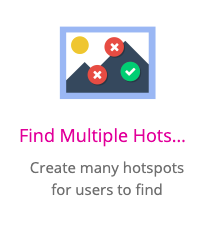 Find Multiple Hots...
Create many hotspots
for users to find